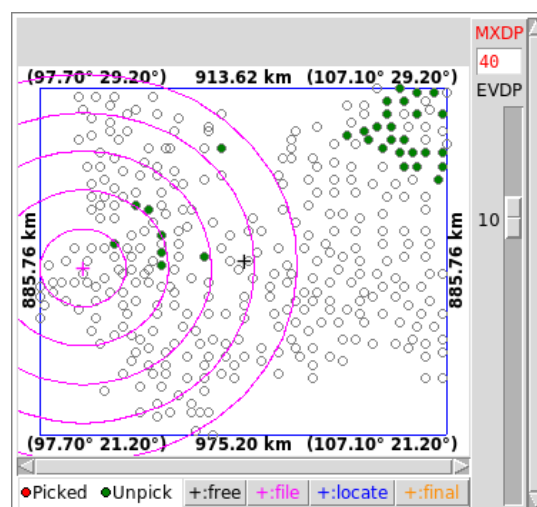 MXDP
40
EVDP
10
(97.70° 29.20°) 913.62 km (107.10° 29.20°)
885.76 km
885.76 km
(97.70° 21.20°) 975.20 km (107.10° 21.20°)
Picked Unpick +:free +:file +:locate +:final